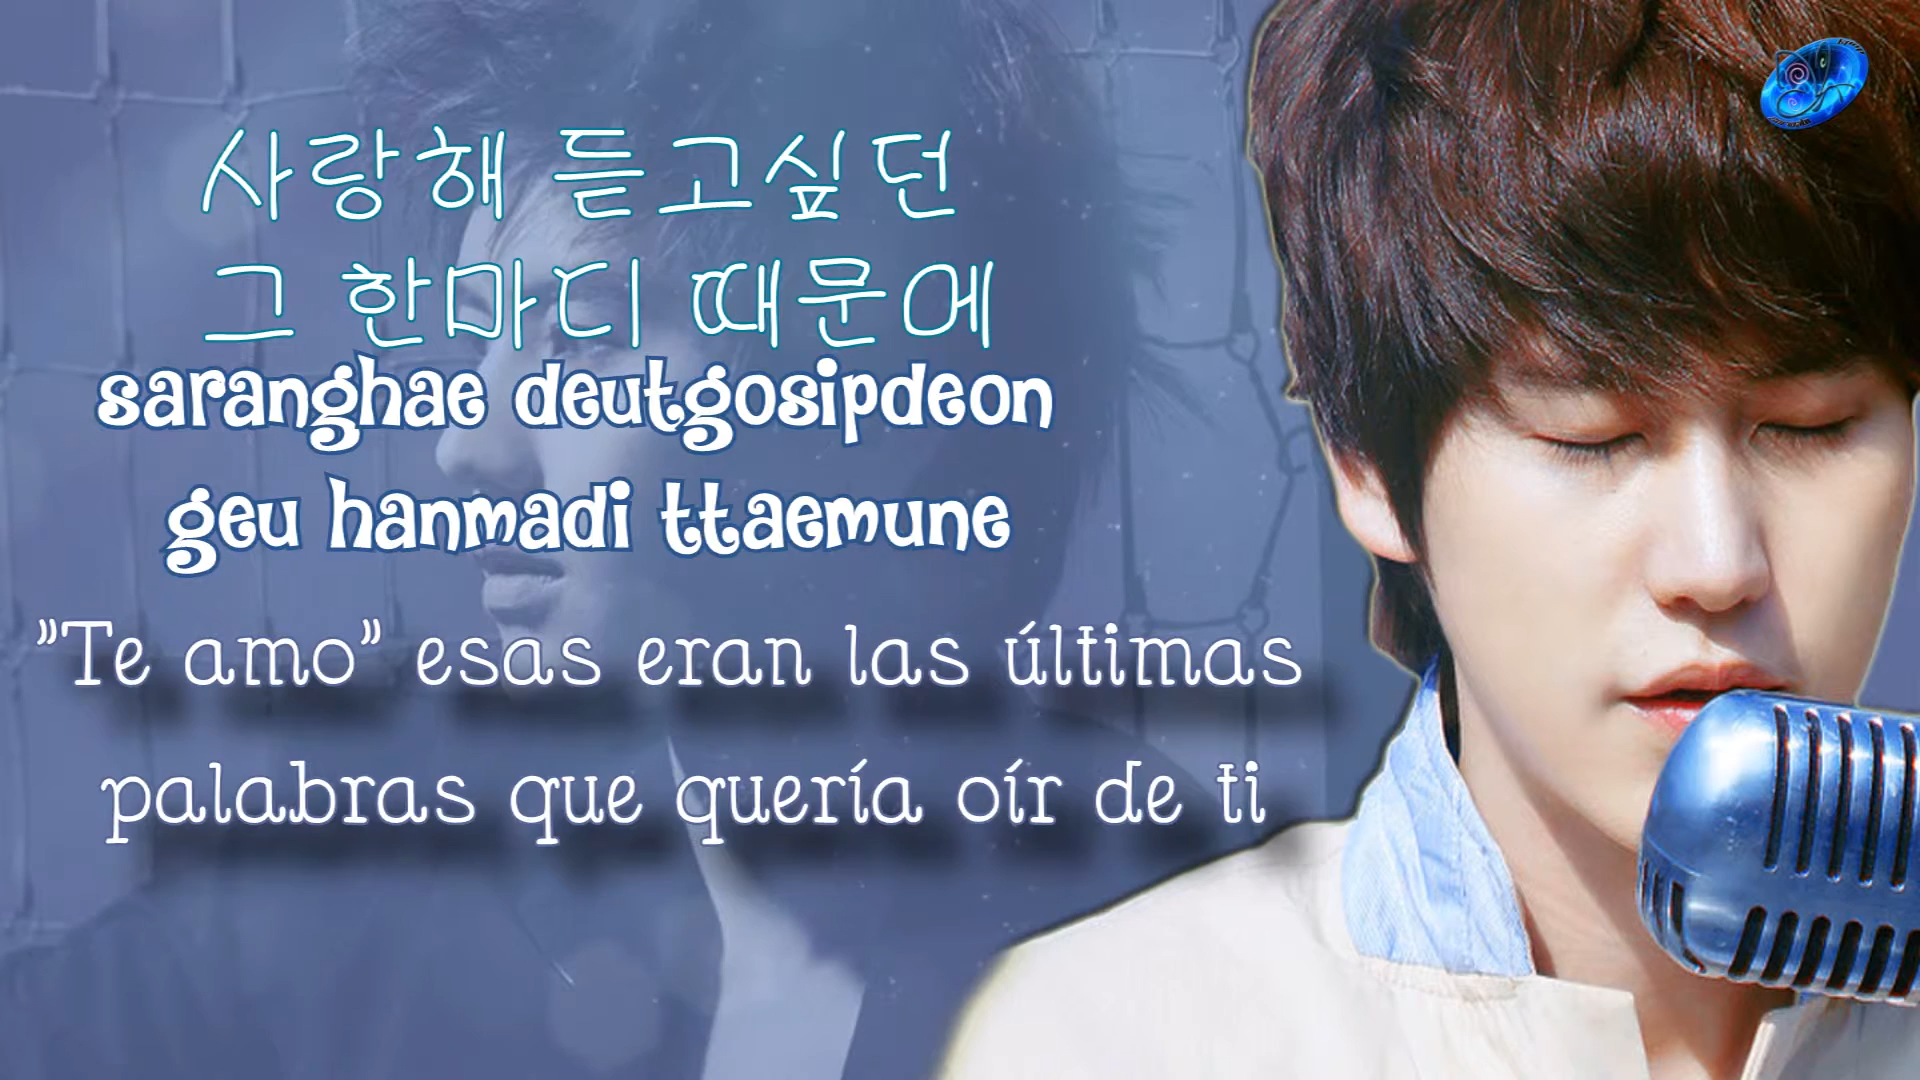 사랑해 듣고싶던
그 한마디 때문에
saranghae deutgosipdeon
geu hanmadi ttaemune
"Te amo" esas eran las últimas
palabras que quería oír de ti